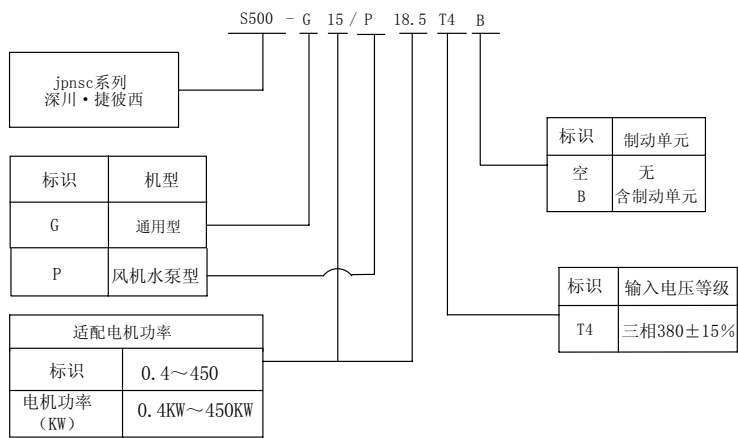 S500 - G 15 / P 18.5 T4 B
jpnsc系列
深川·捷彼西
标识 机型
G 通用型
P 风机水泵型
适配电机功率
标识 0.4～450
电机功率
（KW）
0.4KW～450KW
标识 制动单元
空 无
B 含制动单元
标识 输入电压等级
T4 三相380±15%